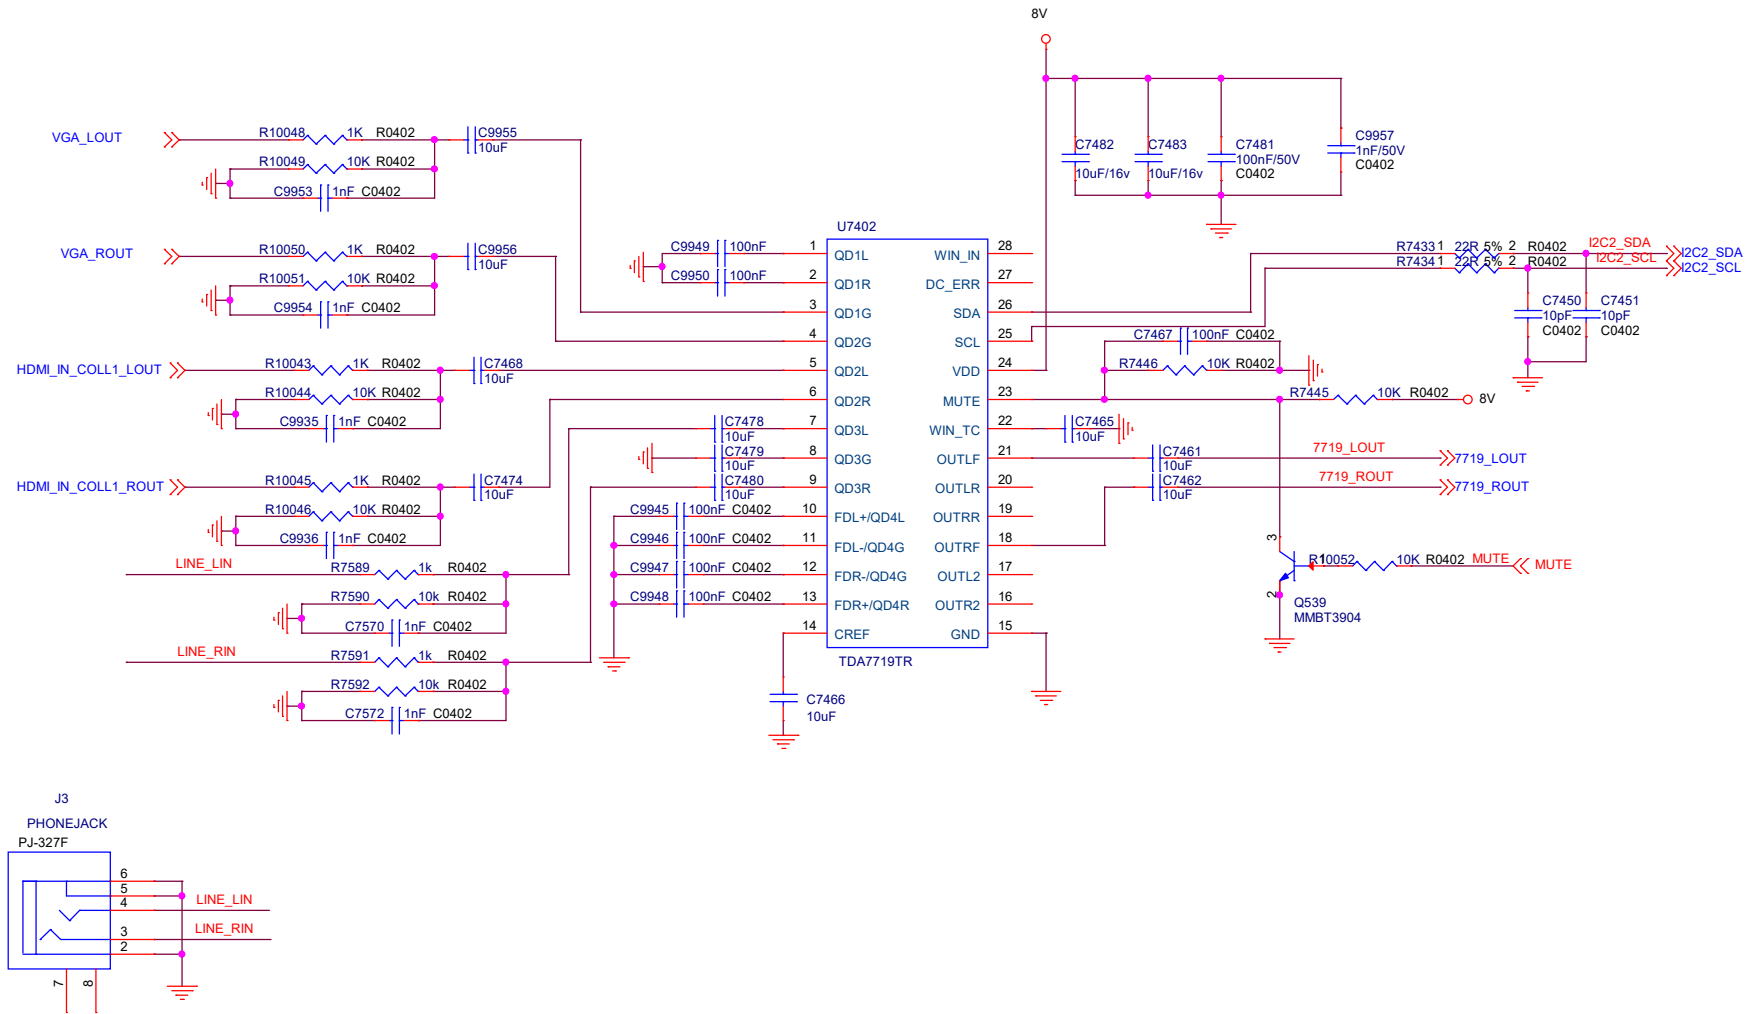 8V
VGA_LOUT
R10048 1K R0402
C9955
10uF
R10049 10K R0402
C9953 1nF C0402
VGA_ROUT
R10050 1K R0402
C9956
10uF
R10051 10K R0402
C9954 1nF C0402
HDMI_IN_COLL1_LOUT
R10043 1K R0402
C7468
10uF
R10044 10K R0402
C9935 1nF C0402
HDMI_IN_COLL1_ROUT
R10045 1K R0402
C7474
10uF
R10046 10K R0402
C9936 1nF C0402
LINE_LIN
R7589 1k R0402
R7590 10k R0402
C7570 1nF C0402
LINE_RIN
R7591 1k R0402
R7592 10k R0402
C7572 1nF C0402
C9949 100nF
C9950 100nF
C7478
10uF
C7479
10uF
C7480
10uF
C9945 100nF C0402
C9946 100nF C0402
C9947 100nF C0402
C9948 100nF C0402
C7466
10uF
U7402
1 QD1L WIN_IN 28
2 QD1R DC_ERR 27
3 QD1G SDA 26
4 QD2G SCL 25
5 QD2L VDD 24
6 QD2R MUTE 23
7 QD3L WIN_TC 22
8 QD3G OUTLF 21
9 QD3R OUTLR 20
10 FDL+/QD4L OUTRR 19
11 FDL-/QD4G OUTRF 18
12 FDR-/QD4G OUTL2 17
13 FDR+/QD4R OUTR2 16
14 CREF GND 15
TDA7719TR
C7482
10uF/16v
C7483
10uF/16v
C7481
100nF/50V
C0402
C9957
1nF/50V
C0402
R7433 1 22R 5% 2 R0402
I2C2_SDA
I2C2_SDA
R7434 1 22R 5% 2 R0402
I2C2_SCL
I2C2_SCL
C7450
10pF
C0402
C7451
10pF
C0402
C7467 100nF C0402
R7446 10K R0402
R7445 10K R0402
8V
C7465
10uF
C7461
10uF
7719_LOUT
7719_LOUT
C7462
10uF
7719_ROUT
7719_ROUT
3
1
2
R10052 10K R0402 MUTE
MUTE
Q539
MMBT3904
J3
PHONEJACK
PJ-327F
6
5
4 LINE_LIN
3 LINE_RIN
2
7
8